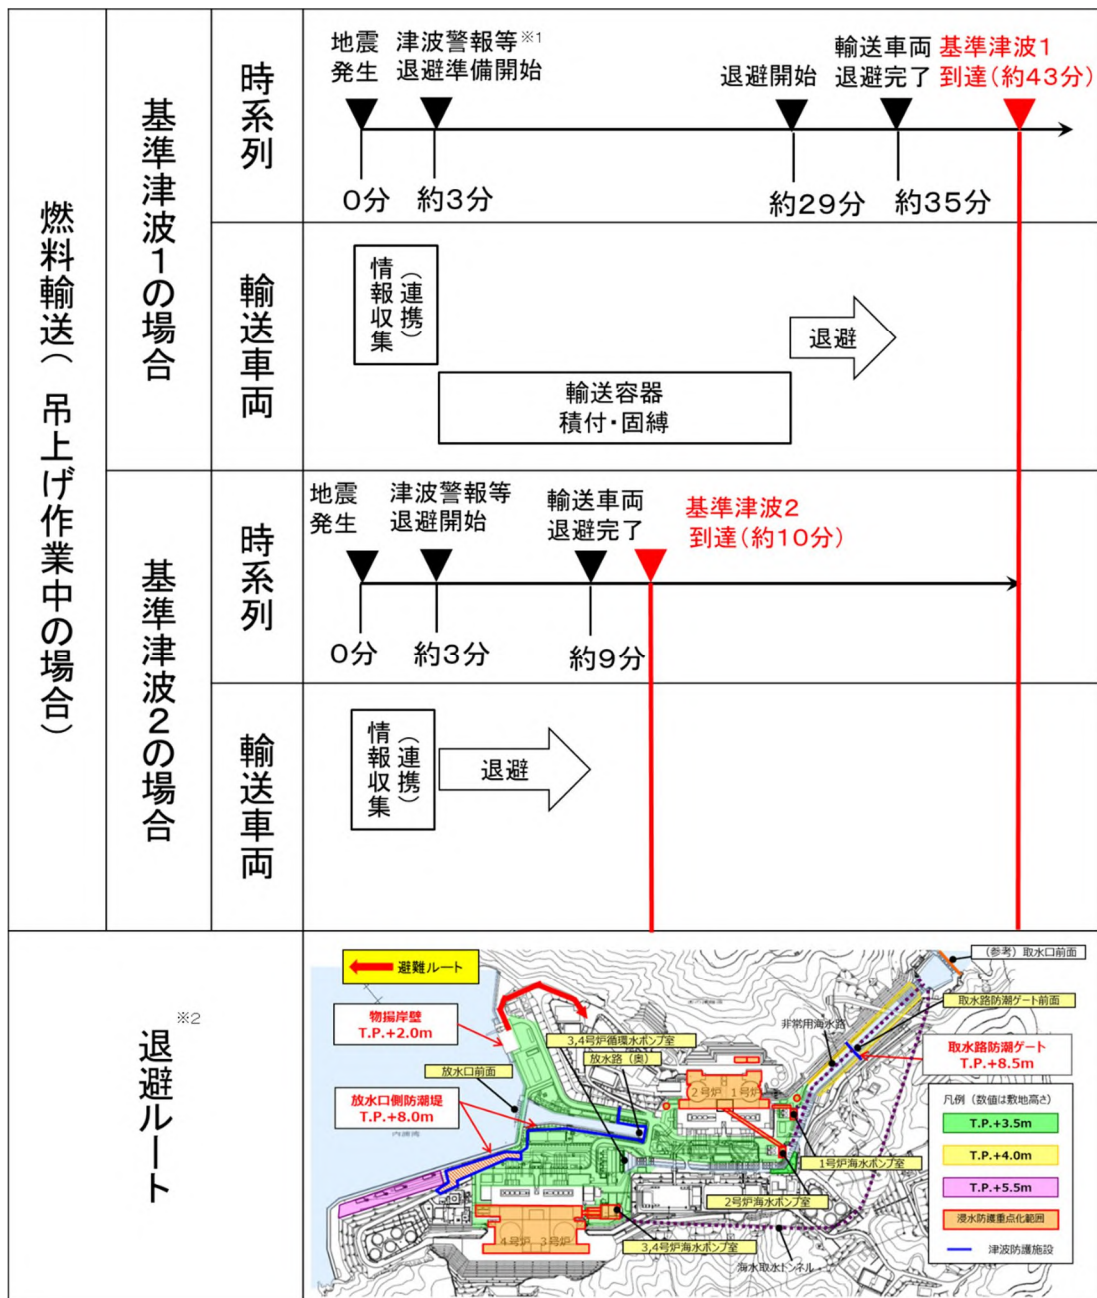 燃料輸送(吊上げ作業中の場合)
基準津波1の場合
時系列
地震
発生
津波警報等※1
退避準備開始
退避開始
輸送車両
退避完了
基準津波1
到達(約43分)
0分
約3分
約29分
約35分
輸送車両
情報収集
(連携)
輸送容器
積付・固縛
退避
基準津波2の場合
時系列
地震
発生
津波警報等
退避開始
輸送車両
退避完了
基準津波2
到達(約10分)
0分
約3分
約9分
輸送車両
情報収集
(連携)
退避
退避ルート※2
避難ルート
物揚岸壁
T.P.+2.0m
放水口前面
放水口側防潮堤
T.P.+8.0m
内浦湾
3,4号炉循環水ポンプ室
放水路(奥)
2号炉
1号炉
4号炉
3号炉
非常用海水路
(参考)取水口前面
取水路防潮ゲート前面
取水路防潮ゲート
T.P.+8.5m
1号炉海水ポンプ室
2号炉海水ポンプ室
3,4号炉海水ポンプ室
海水取水トンネル
凡例(数値は敷地高さ)
T.P.+3.5m
T.P.+4.0m
T.P.+5.5m
浸水防護重点化範囲
津波防護施設